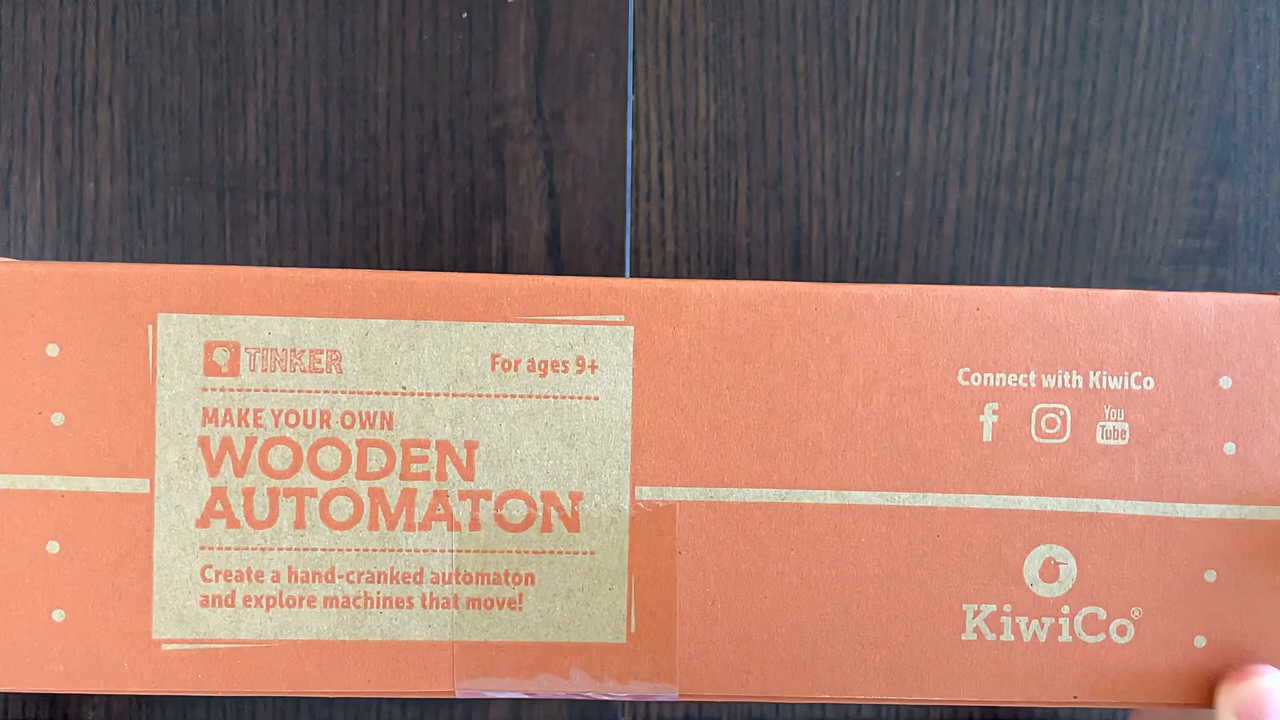 TINKER
For ages 9+
MAKE YOUR OWN
WOODEN
AUTOMATON
Create a hand-cranked automaton
and explore machines that move!
Connect with KiwiCo
f
You
Tube
KiwiCo®